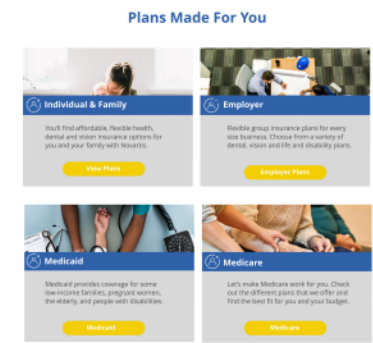 Plans Made For You
Individual & Family
You'll find affordable, flexible health,
dental and vision insurance options for
you and your family with Novartis.
View Plans
Employer
Flexible group insurance plans for every
size business. Choose from a variety of
dental, vision and life and disability plans.
Employer Plans
Medicaid
Medicaid provides coverage for some
low-income families, pregnant women,
the elderly, and people with disabilities.
Medicaid
Medicare
Let's make Medicare work for you. Check
out the different plans that we offer and
find the best fit for you and your budget.
Medicare